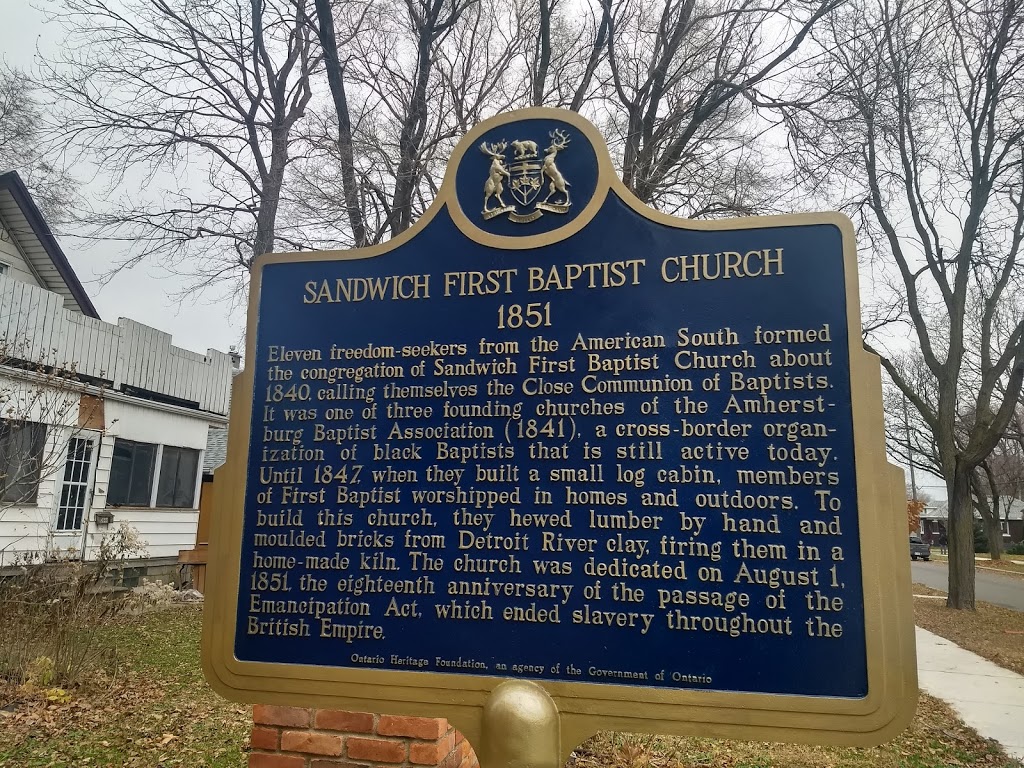 SANDWICH FIRST BAPTIST CHURCH
1851
Eleven freedom-seekers from the American South formed
the congregation of Sandwich First Baptist Church about
1840, calling themselves the Close Communion of Baptists.
It was one of three founding churches of the Amherst-
burg Baptist Association (1841), a cross-border organ-
ization of black Baptists that is still active today.
Until 1847, when they built a small log cabin, members
of First Baptist worshipped in homes and outdoors. To
build this church, they hewed lumber by hand and
moulded bricks from Detroit River clay, firing them in a
home-made kiln. The church was dedicated on August 1,
1851, the eighteenth anniversary of the passage of the
Emancipation Act, which ended slavery throughout the
British Empire.
Ontario Heritage Foundation, an agency of the Government of Ontario